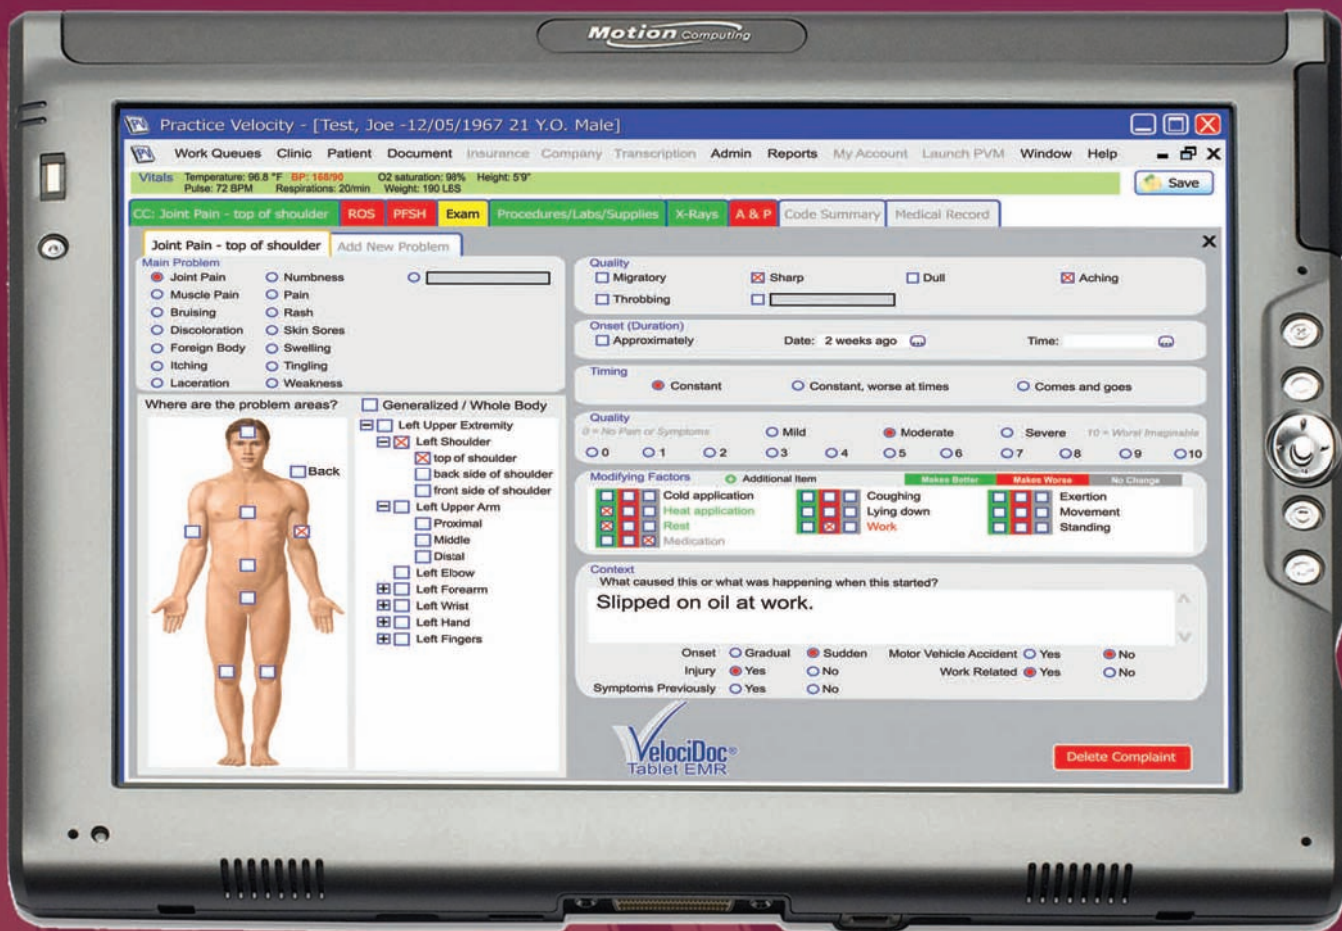 Motion Computing
Practice Velocity - [Test, Joe -12/05/1967 21 Y.O. Male]
Work Queues Clinic Patient Document Insurance Company Transcription Admin Reports My Account Launch PVM Window Help
Vitals Temperature: 96.8 °F BP: 168/90 O2 saturation: 98% Height: 5'9"
Pulse: 72 BPM Respirations: 20/min Weight: 190 LBS
Save
CC: Joint Pain - top of shoulder ROS PFSH Exam Procedures/Labs/Supplies X-Rays A & P Code Summary Medical Record
Joint Pain - top of shoulder Add New Problem
Main Problem
Joint Pain Numbness
Muscle Pain Pain
Bruising Rash
Discoloration Skin Sores
Foreign Body Swelling
Itching Tingling
Laceration Weakness
Where are the problem areas? Generalized / Whole Body
Back
Left Upper Extremity
Left Shoulder
top of shoulder
back side of shoulder
front side of shoulder
Left Upper Arm
Proximal
Middle
Distal
Left Elbow
Left Forearm
Left Wrist
Left Hand
Left Fingers
Quality
Migratory Sharp Dull Aching
Throbbing
Onset (Duration)
Approximately Date: 2 weeks ago Time:
Timing
Constant Constant, worse at times Comes and goes
Quality
0 = No Pain or Symptoms Mild Moderate Severe 10 = Worst Imaginable
0 1 2 3 4 5 6 7 8 9 10
Modifying Factors Additional Item Makes Better Makes Worse No Change
Cold application Coughing Exertion
Heat application Lying down Movement
Rest Work Standing
Medication
Context
What caused this or what was happening when this started?
Slipped on oil at work.
Onset Gradual Sudden Motor Vehicle Accident Yes No
Injury Yes No Work Related Yes No
Symptoms Previously Yes No
VelociDoc®
Tablet EMR
Delete Complaint